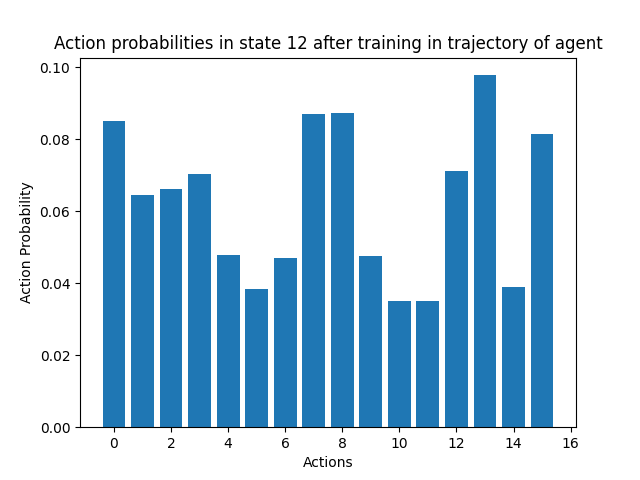 Action probabilities in state 12 after training in trajectory of agent
0.10
0.08
0.06
0.04
0.02
0.00
Action Probability
0 2 4 6 8 10 12 14 16
Actions